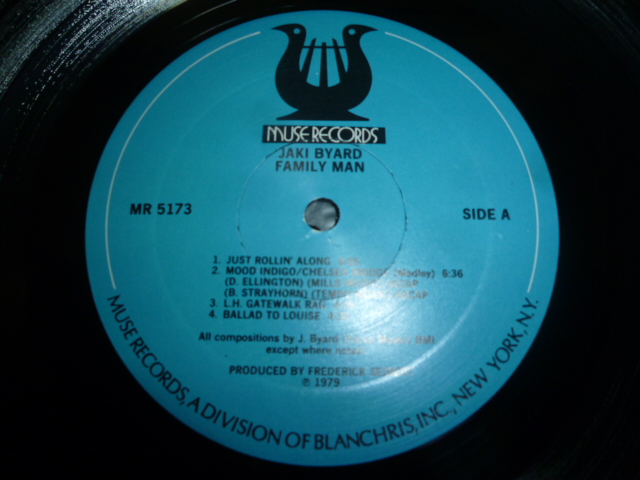 MUSE RECORDS
JAKI BYARD
FAMILY MAN
MR 5173
SIDE A
1. JUST ROLLIN' ALONG
2. MOOD INDIGO/CHELSEA (Medley) 6:36
(D. ELLINGTON) (MILLS
(B. STRAYHORN)
3. L.H. GATEWALK RAG
4. BALLAD TO LOUISE
All compositions by J. Byard
except where noted
PRODUCED BY FREDERICK
℗ 1979
MUSE RECORDS, A DIVISION OF BLANCHRIS, INC., NEW YORK, N.Y.